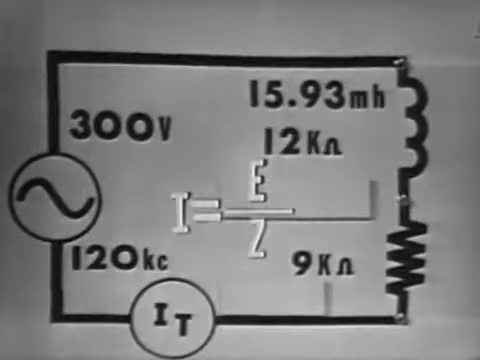 15.93mh
300V
12KΩ
I = E
Z
120kc
9KΩ
IT